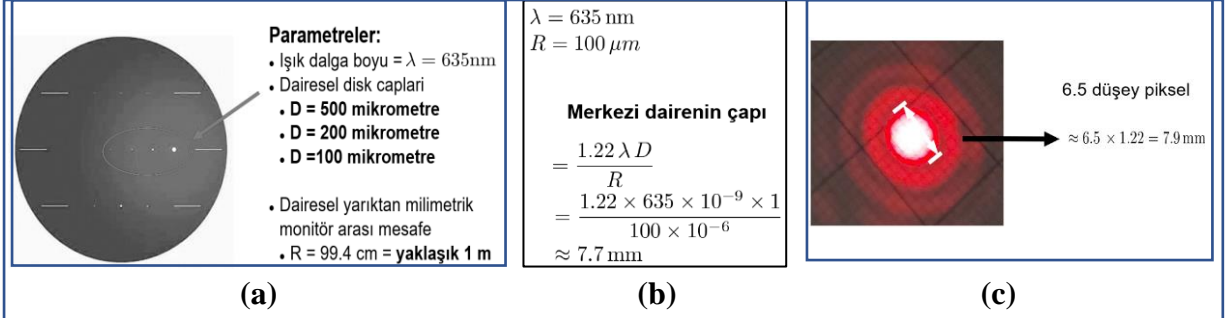 Parametreler:
• Işık dalga boyu = λ = 635nm
• Dairesel disk caplari
• D = 500 mikrometre
• D = 200 mikrometre
• D =100 mikrometre
• Dairesel yarıktan milimetrik
monitör arası mesafe
• R = 99.4 cm = yaklaşık 1 m
(a)
λ = 635 nm
R = 100 μm
Merkezi dairenin çapı
= 1.22 λ D / R
= 1.22 × 635 × 10⁻⁹ × 1 / 100 × 10⁻⁶
≈ 7.7 mm
(b)
6.5 düşey piksel
≈ 6.5 × 1.22 = 7.9 mm
(c)